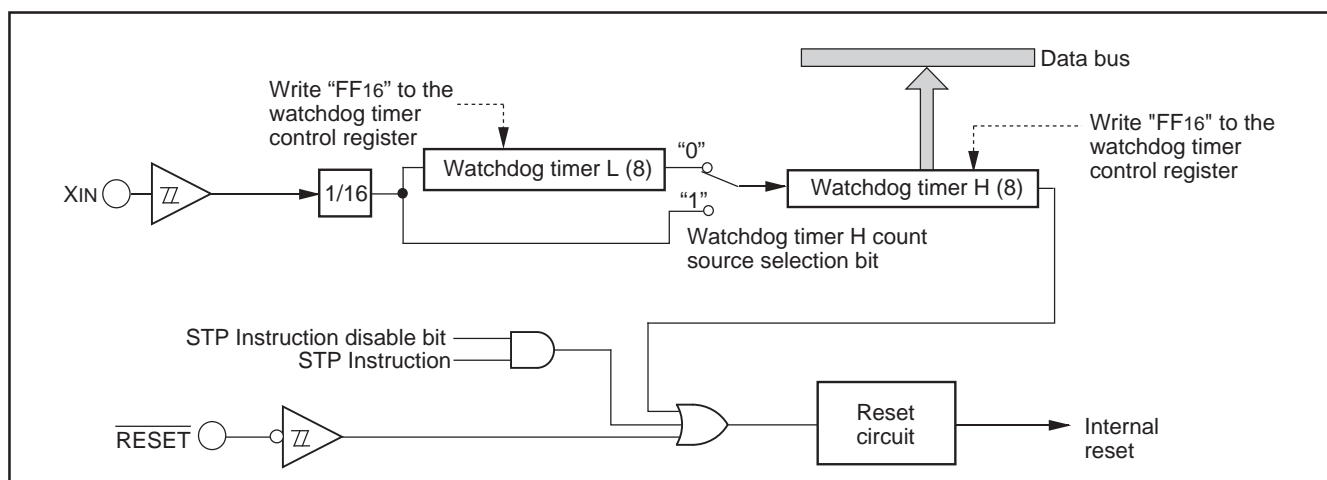 Data bus
Write “FF16” to the
watchdog timer
control register
Write "FF16" to the
watchdog timer
control register
XIN
1/16
Watchdog timer L (8)
“0”
“1”
Watchdog timer H (8)
Watchdog timer H count
source selection bit
STP Instruction disable bit
STP Instruction
RESET
Reset
circuit
Internal
reset